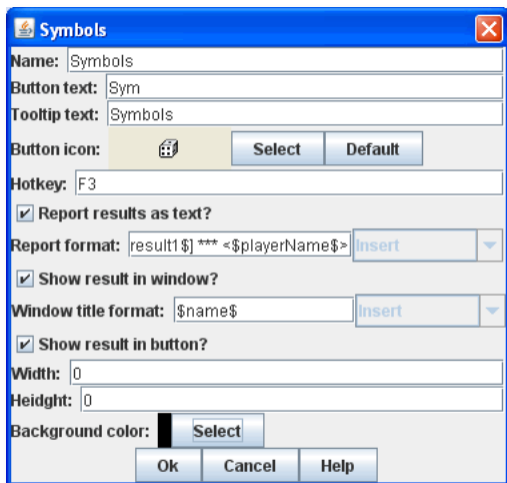 Symbols
Name: Symbols
Button text: Sym
Tooltip text: Symbols
Button icon: Select Default
Hotkey: F3
Report results as text?
Report format: result1$] *** <$playerName$> Insert
Show result in window?
Window title format: $name$ Insert
Show result in button?
Width: 0
Heidght: 0
Background color: Select
Ok Cancel Help